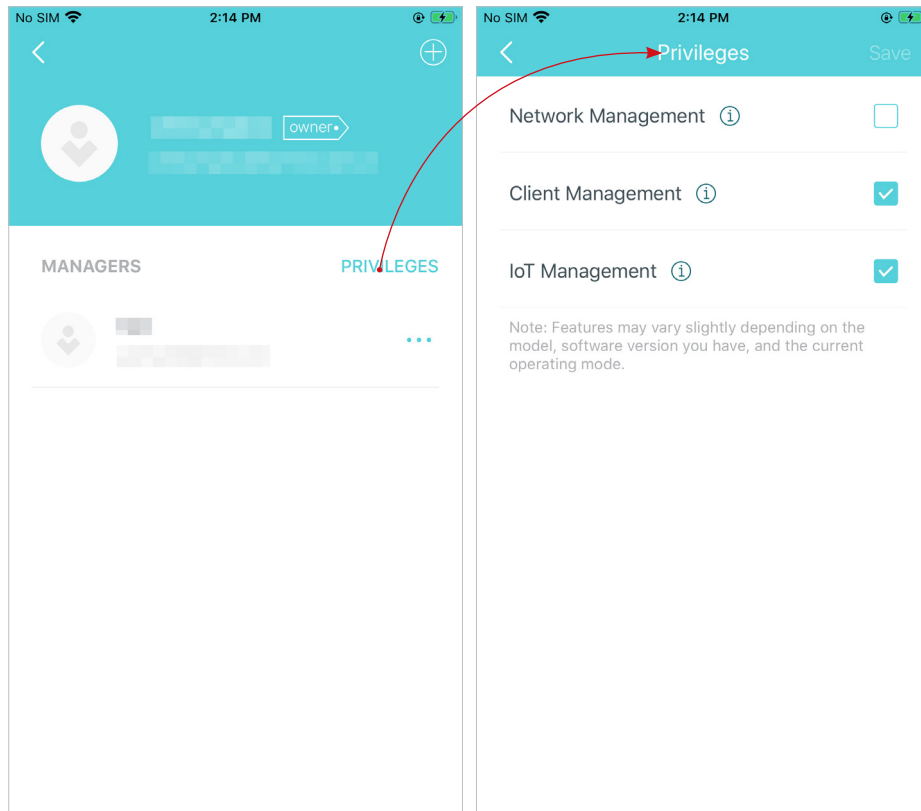 No SIM 2:14 PM
owner
MANAGERS PRIVILEGES
No SIM 2:14 PM
Privileges Save
Network Management
Client Management
IoT Management
Note: Features may vary slightly depending on the
model, software version you have, and the current
operating mode.